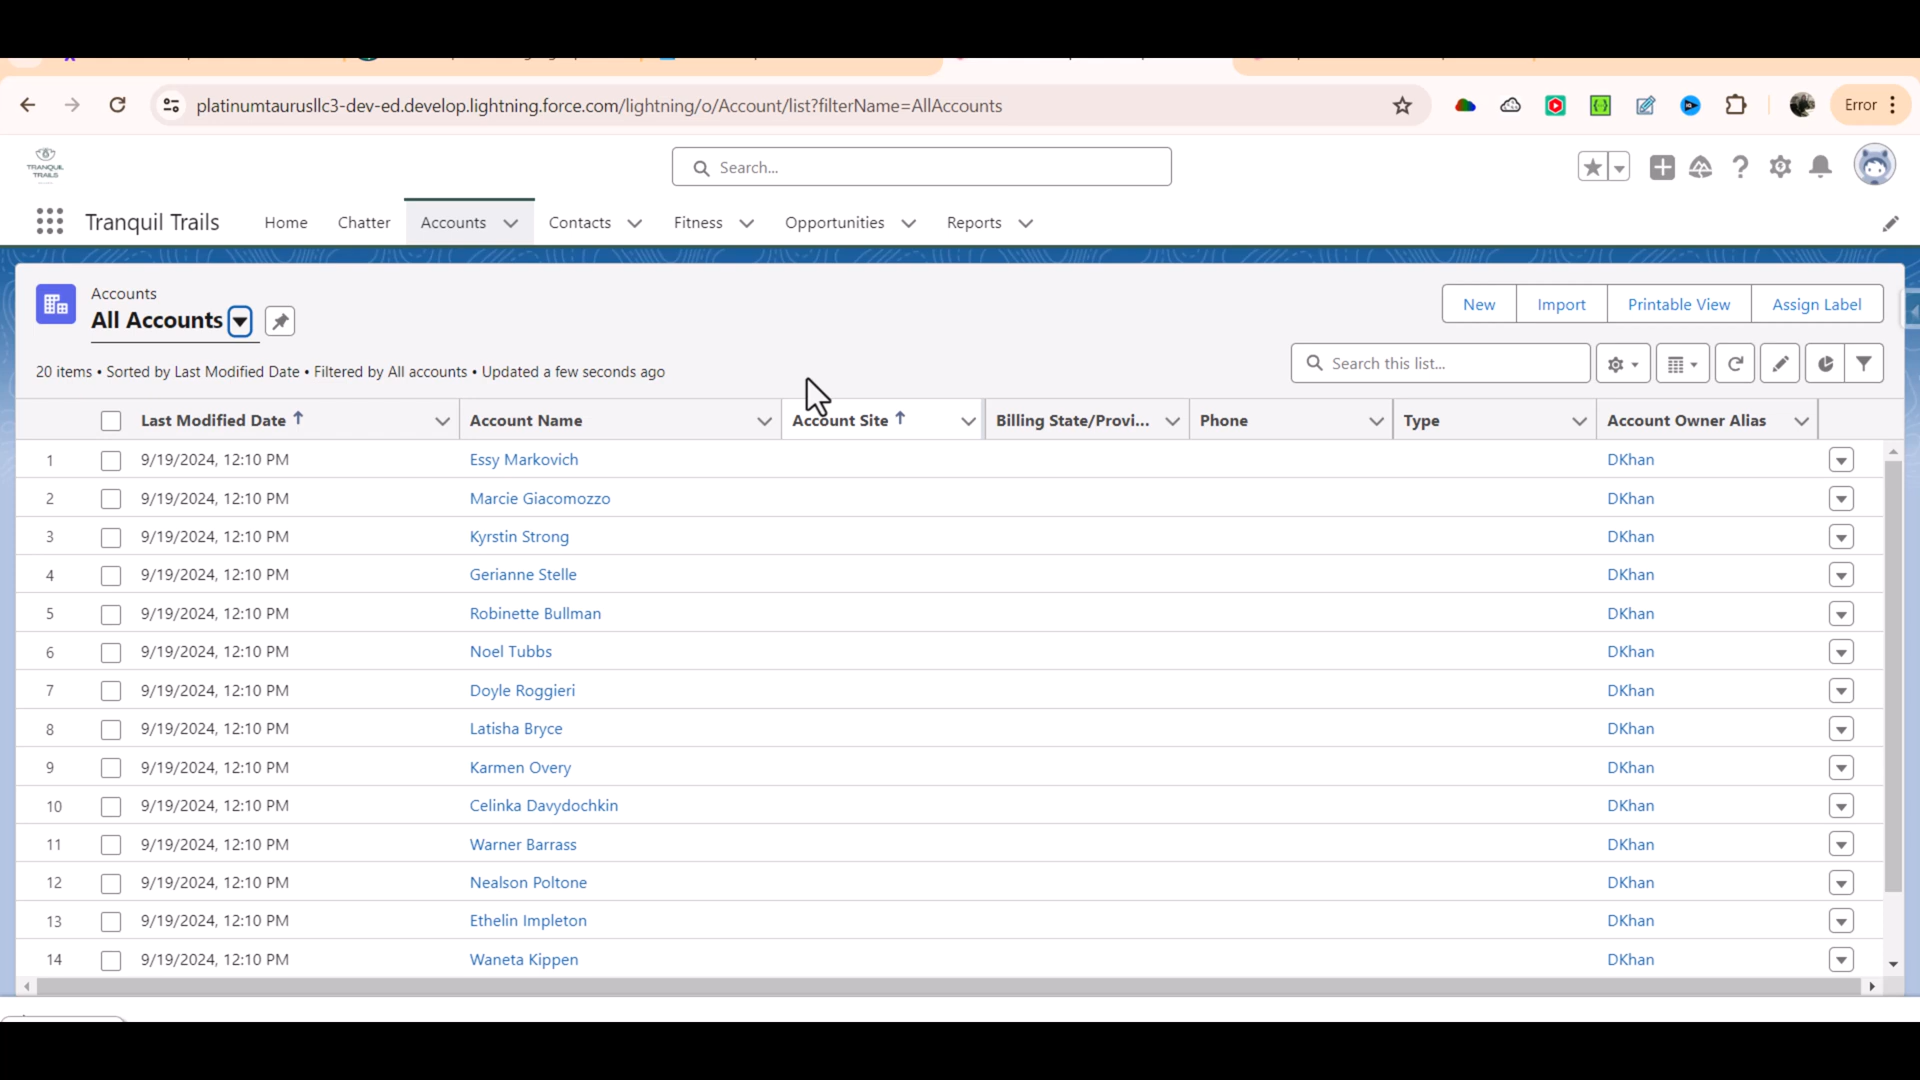 platinumtaurusllc3-dev-ed.develop.lightning.force.com/lightning/o/Account/list?filterName=AllAccounts
Error
TRANQUIL
TRAILS
Search...
Tranquil Trails
Home
Chatter
Accounts
Contacts
Fitness
Opportunities
Reports
Accounts
All Accounts
New
Import
Printable View
Assign Label
20 items • Sorted by Last Modified Date • Filtered by All accounts • Updated a few seconds ago
Search this list...
Last Modified Date Account Name Account Site Billing State/Provi... Phone Type Account Owner Alias
1 9/19/2024, 12:10 PM Essy Markovich DKhan
2 9/19/2024, 12:10 PM Marcie Giacomozzo DKhan
3 9/19/2024, 12:10 PM Kyrstin Strong DKhan
4 9/19/2024, 12:10 PM Gerianne Stelle DKhan
5 9/19/2024, 12:10 PM Robinette Bullman DKhan
6 9/19/2024, 12:10 PM Noel Tubbs DKhan
7 9/19/2024, 12:10 PM Doyle Roggieri DKhan
8 9/19/2024, 12:10 PM Latisha Bryce DKhan
9 9/19/2024, 12:10 PM Karmen Overy DKhan
10 9/19/2024, 12:10 PM Celinka Davydochkin DKhan
11 9/19/2024, 12:10 PM Warner Barrass DKhan
12 9/19/2024, 12:10 PM Nealson Poltone DKhan
13 9/19/2024, 12:10 PM Ethelin Impleton DKhan
14 9/19/2024, 12:10 PM Waneta Kippen DKhan